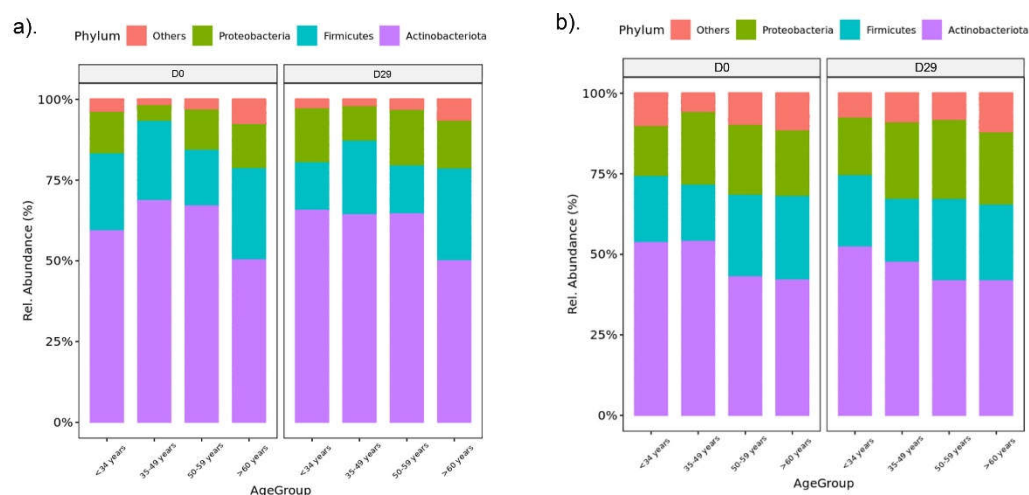 a).
Phylum Others Proteobacteria Firmicutes Actinobacteriota
D0 D29
100%
75%
50%
25%
0%
Rel. Abundance (%)
<34 years 35-49 years 50-59 years >60 years <34 years 35-49 years 50-59 years >60 years
AgeGroup
b).
Phylum Others Proteobacteria Firmicutes Actinobacteriota
D0 D29
100%
75%
50%
25%
0%
Rel. Abundance (%)
<34 years 35-49 years 50-59 years >60 years <34 years 35-49 years 50-59 years >60 years
AgeGroup